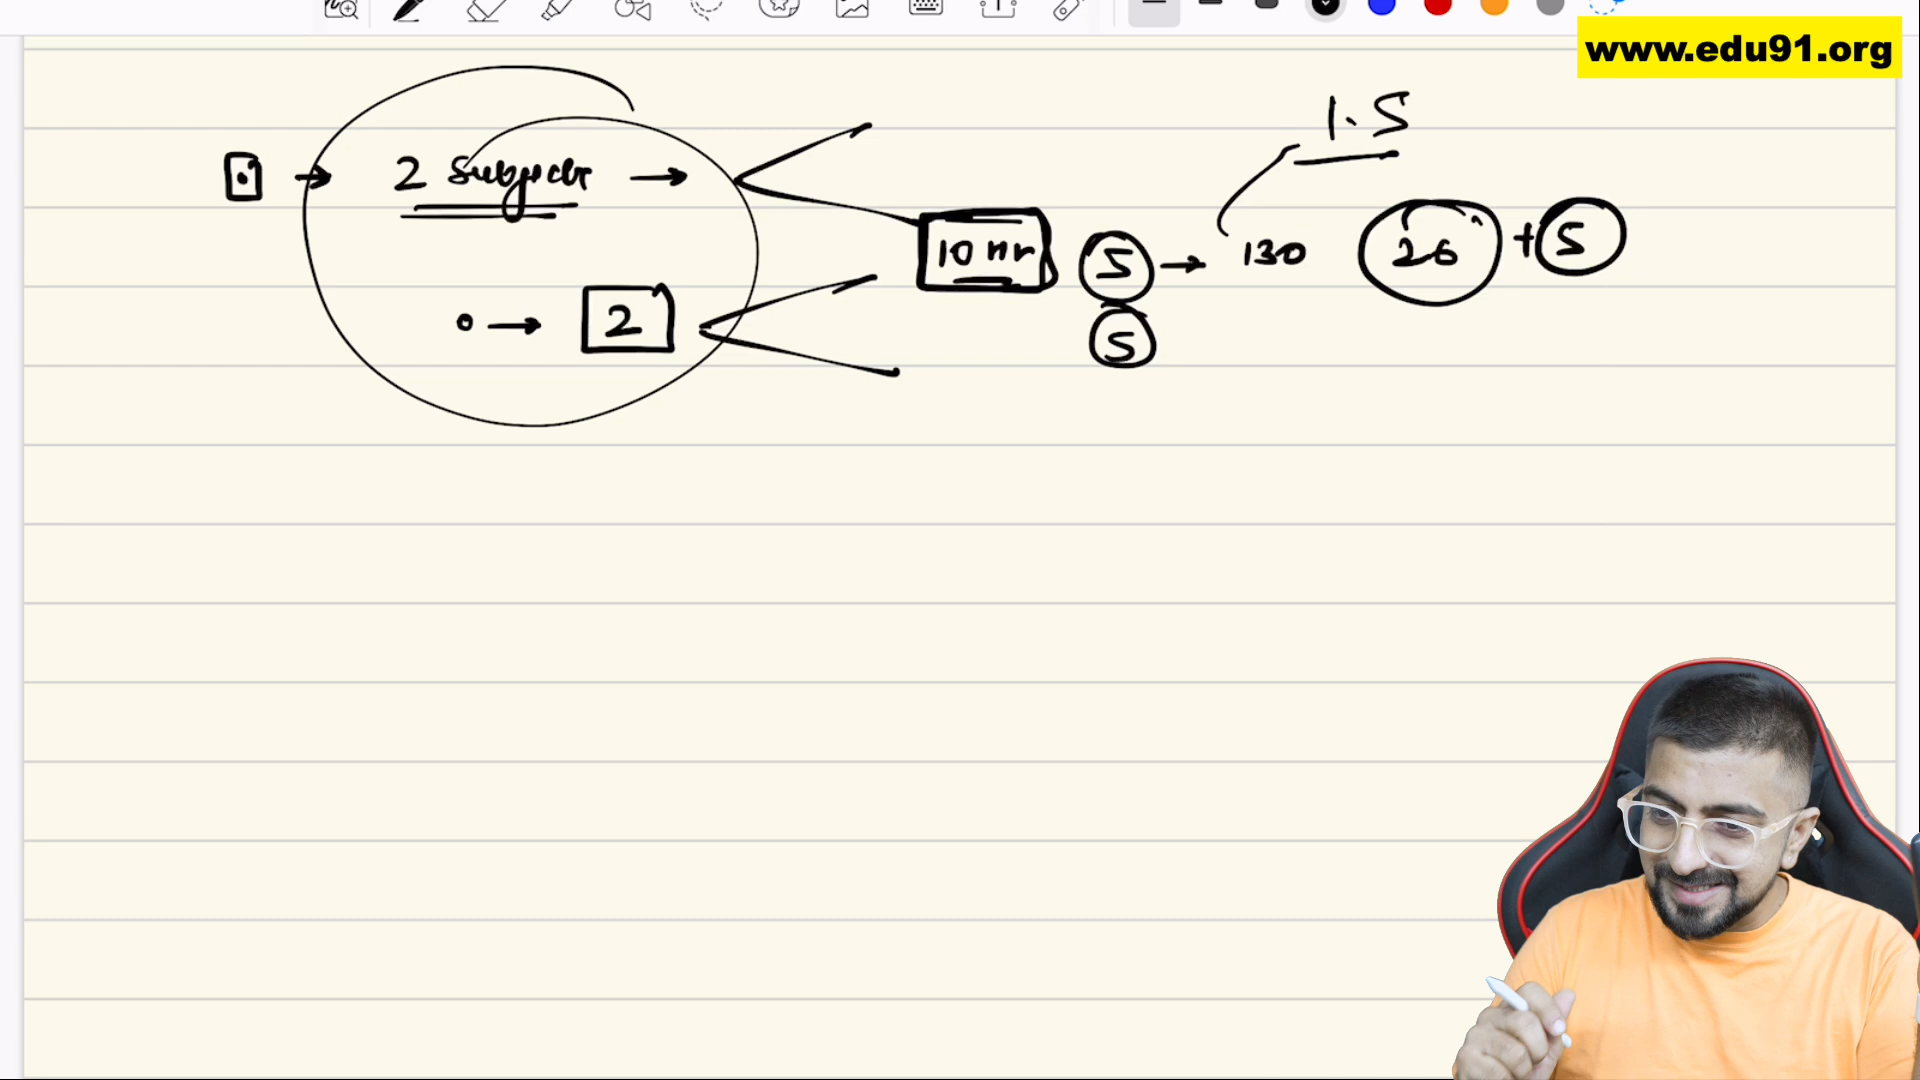 www.edu91.org
1.5
2 Subjects →
10 hr 5 → 130 26 + 5
→ 2
5